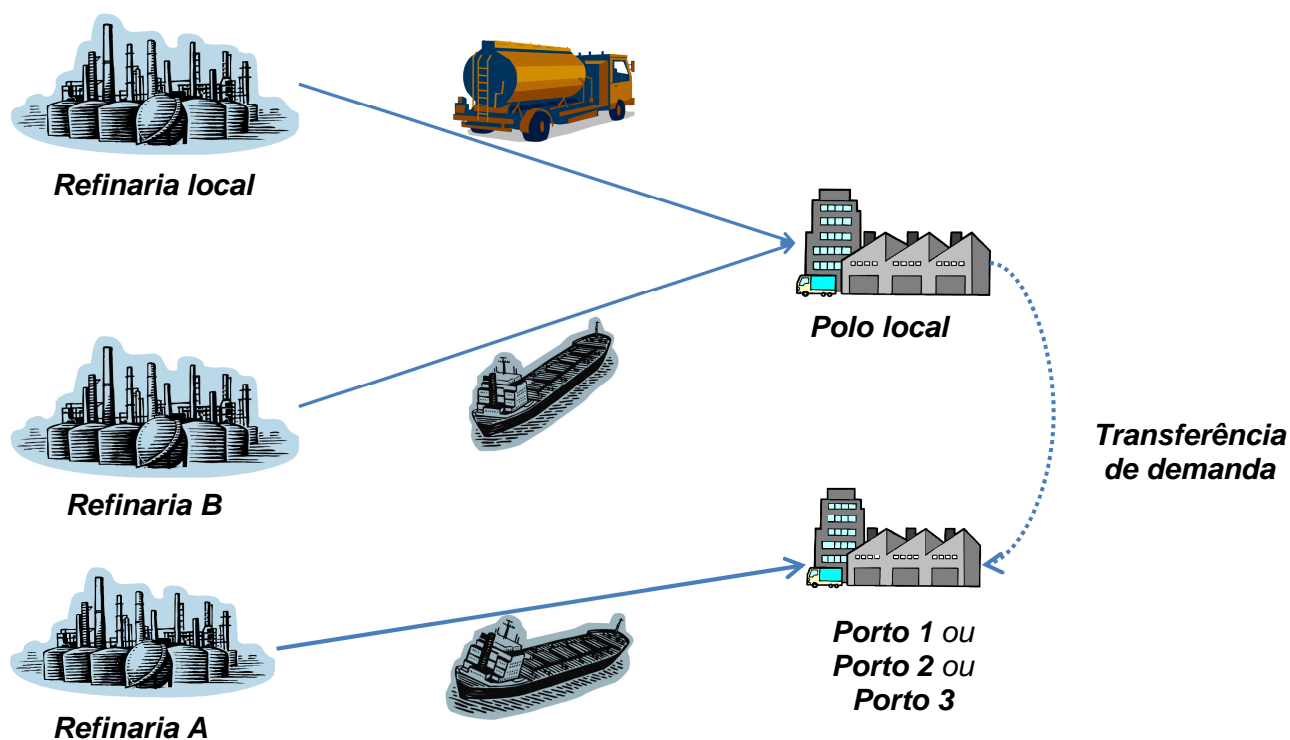 Refinaria local
Polo local
Refinaria B
Transferência
de demanda
Porto 1 ou
Porto 2 ou
Porto 3
Refinaria A